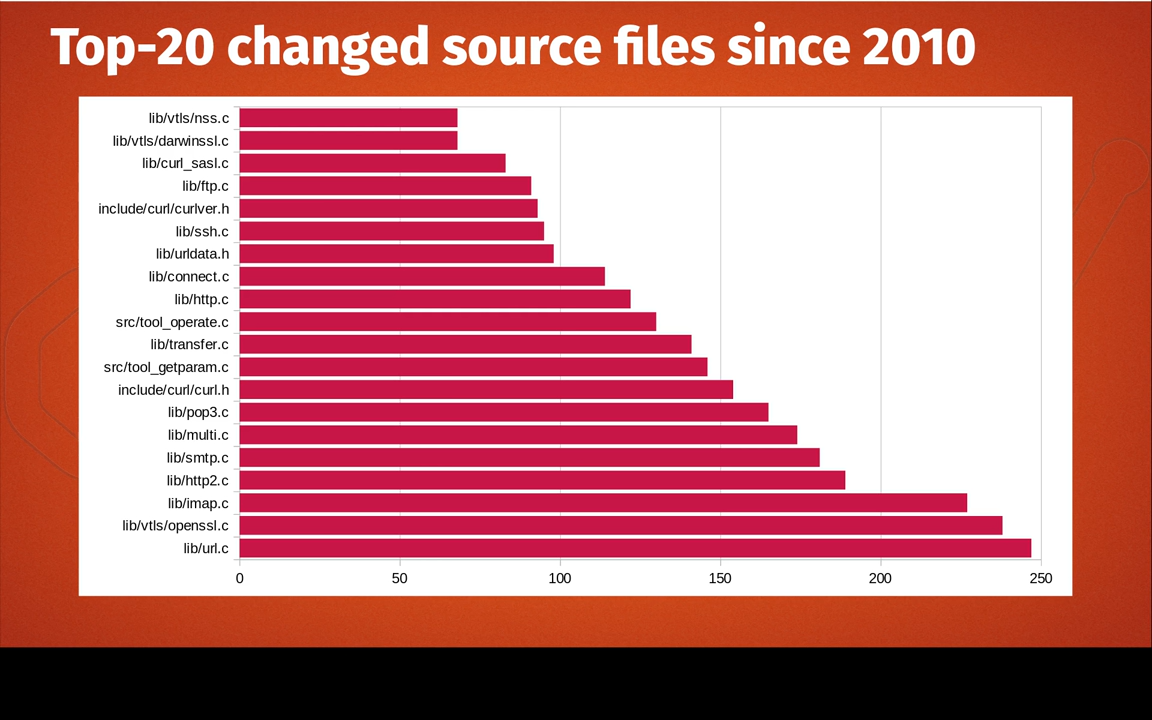 Top-20 changed source files since 2010
lib/vtls/nss.c
lib/vtls/darwinssl.c
lib/curl_sasl.c
lib/ftp.c
include/curl/curlver.h
lib/ssh.c
lib/urldata.h
lib/connect.c
lib/http.c
src/tool_operate.c
lib/transfer.c
src/tool_getparam.c
include/curl/curl.h
lib/pop3.c
lib/multi.c
lib/smtp.c
lib/http2.c
lib/imap.c
lib/vtls/openssl.c
lib/url.c
0 50 100 150 200 250